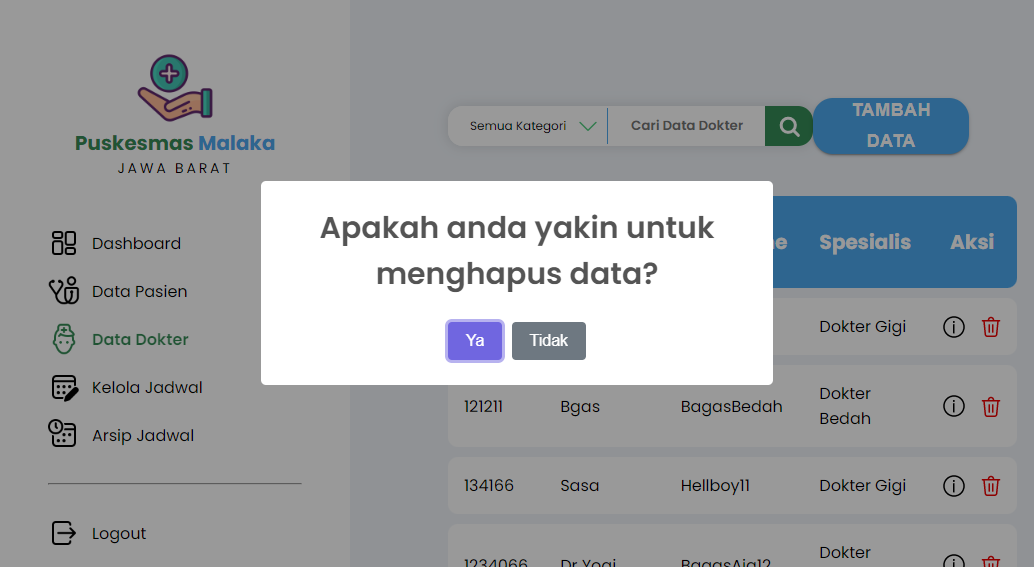 Puskesmas Malaka
JAWA BARAT
Dashboard
Data Pasien
Data Dokter
Kelola Jadwal
Arsip Jadwal
Logout
Semua Kategori
Cari Data Dokter
TAMBAH
DATA
Apakah anda yakin untuk
menghapus data?
Ya
Tidak
Spesialis
Aksi
Dokter Gigi
121211
Bgas
BagasBedah
Dokter
Bedah
134166
Sasa
Hellboy11
Dokter Gigi
1234066
Dr.Yogi
BagasAja12
Dokter